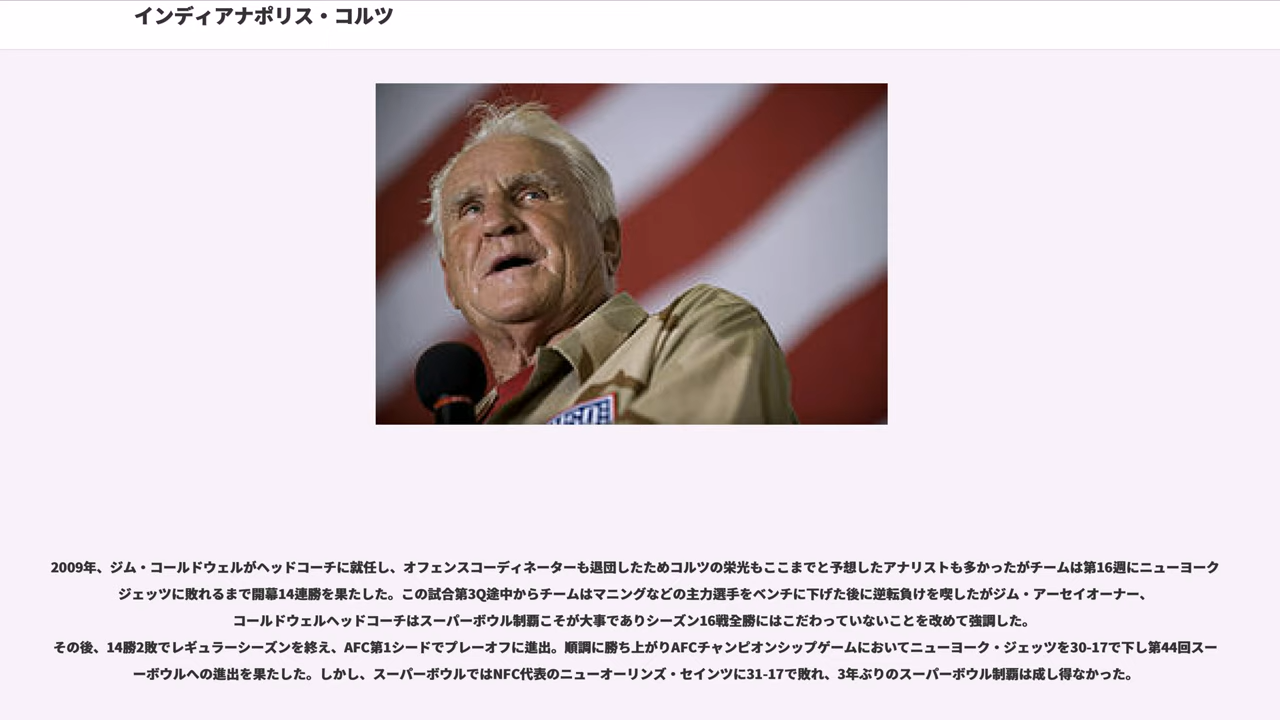 インディアナポリス・コルツ
2009年、ジム・コールドウェルがヘッドコーチに就任し、オフェンスコーディネーターも退団したためコルツの栄光もここまでと予想したアナリストも多かったがチームは第16週にニューヨーク
ジェッツに敗れるまで開幕14連勝を果たした。この試合第3Q途中からチームはマニングなどの主力選手をベンチに下げた後に逆転負けを喫したがジム・アーセイオーナー、
コールドウェルヘッドコーチはスーパーボウル制覇こそが大事でありシーズン16戦全勝にはこだわっていないことを改めて強調した。
その後、14勝2敗でレギュラーシーズンを終え、AFC第1シードでプレーオフに進出。順調に勝ち上がりAFCチャンピオンシップゲームにおいてニューヨーク・ジェッツを30-17で下し第44回スー
ーボウルへの進出を果たした。しかし、スーパーボウルではNFC代表のニューオーリンズ・セインツに31-17で敗れ、3年ぶりのスーパーボウル制覇は成し得なかった。